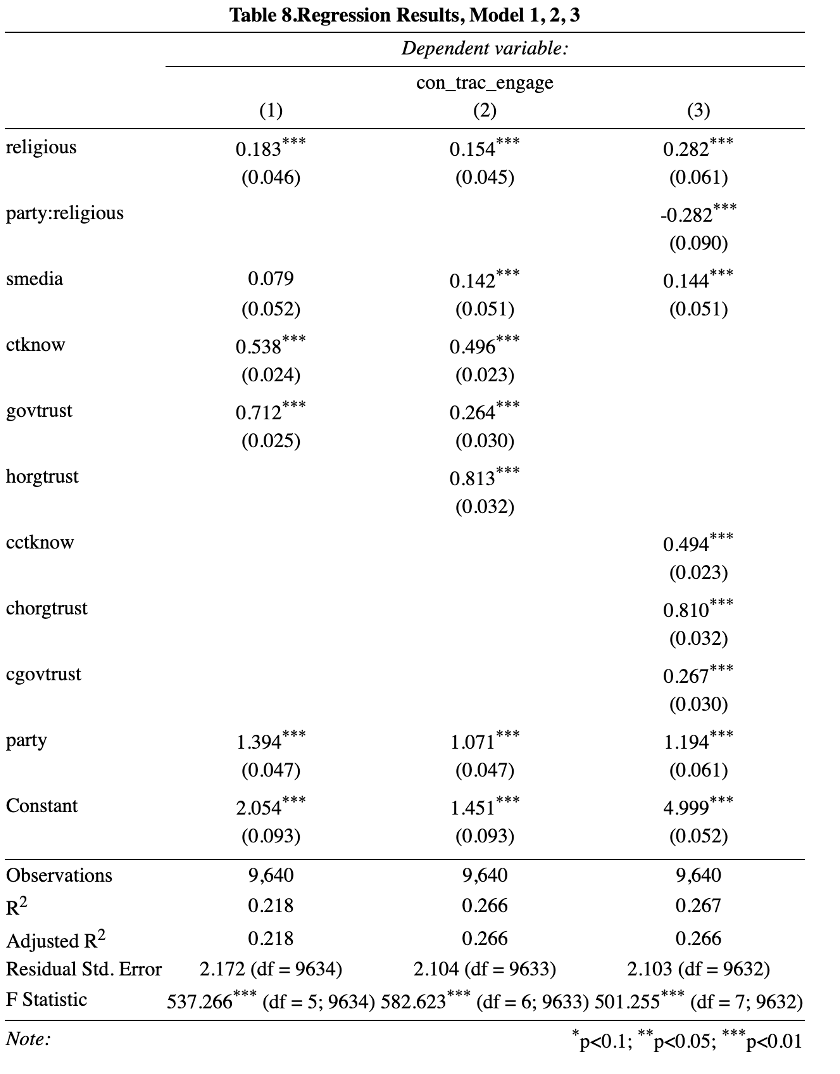 Table 8.Regression Results, Model 1, 2, 3
Dependent variable:
con_trac_engage
(1) (2) (3)
religious 0.183*** 0.154*** 0.282***
(0.046) (0.045) (0.061)
party:religious -0.282***
(0.090)
smedia 0.079 0.142*** 0.144***
(0.052) (0.051) (0.051)
ctknow 0.538*** 0.496***
(0.024) (0.023)
govtrust 0.712*** 0.264***
(0.025) (0.030)
horgtrust 0.813***
(0.032)
cctknow 0.494***
(0.023)
chorgtrust 0.810***
(0.032)
cgovtrust 0.267***
(0.030)
party 1.394*** 1.071*** 1.194***
(0.047) (0.047) (0.061)
Constant 2.054*** 1.451*** 4.999***
(0.093) (0.093) (0.052)
Observations 9,640 9,640 9,640
R2 0.218 0.266 0.267
Adjusted R2 0.218 0.266 0.266
Residual Std. Error 2.172 (df = 9634) 2.104 (df = 9633) 2.103 (df = 9632)
F Statistic 537.266*** (df = 5; 9634) 582.623*** (df = 6; 9633) 501.255*** (df = 7; 9632)
Note: *p<0.1; **p<0.05; ***p<0.01